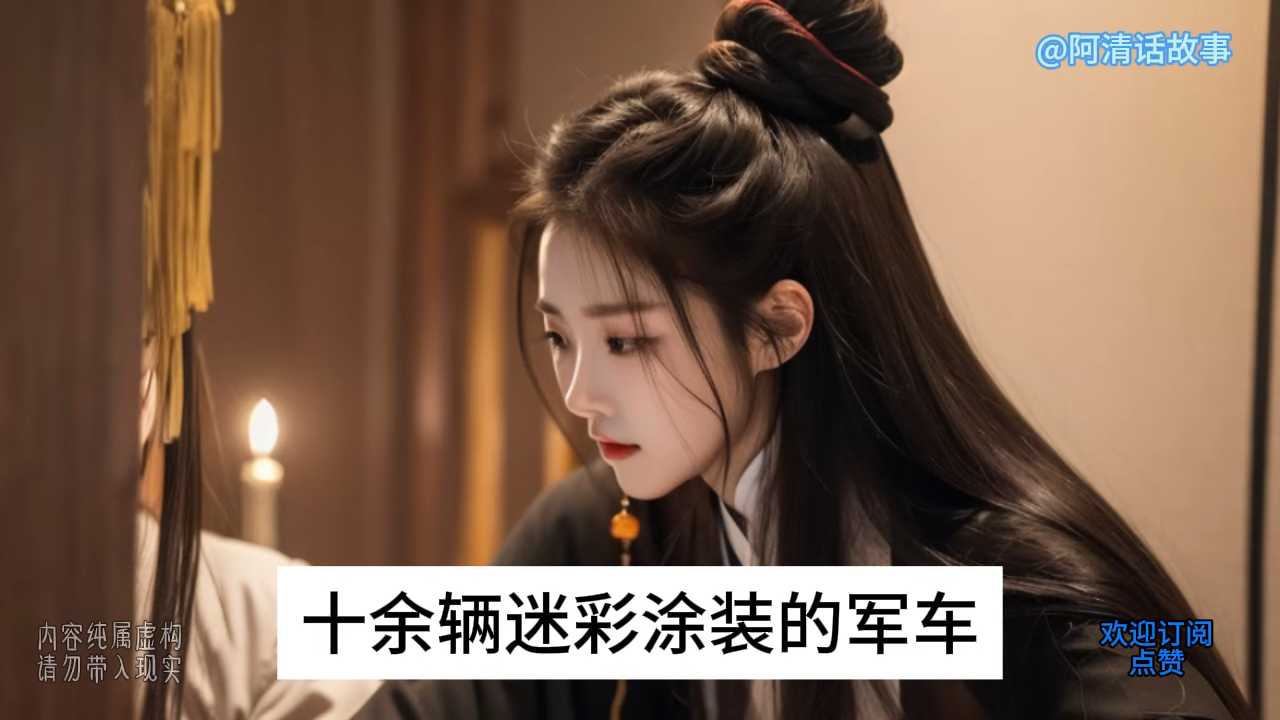 @阿清话故事
十余辆迷彩涂装的军车
内容纯属虚构
请勿带入现实
欢迎订阅
点赞